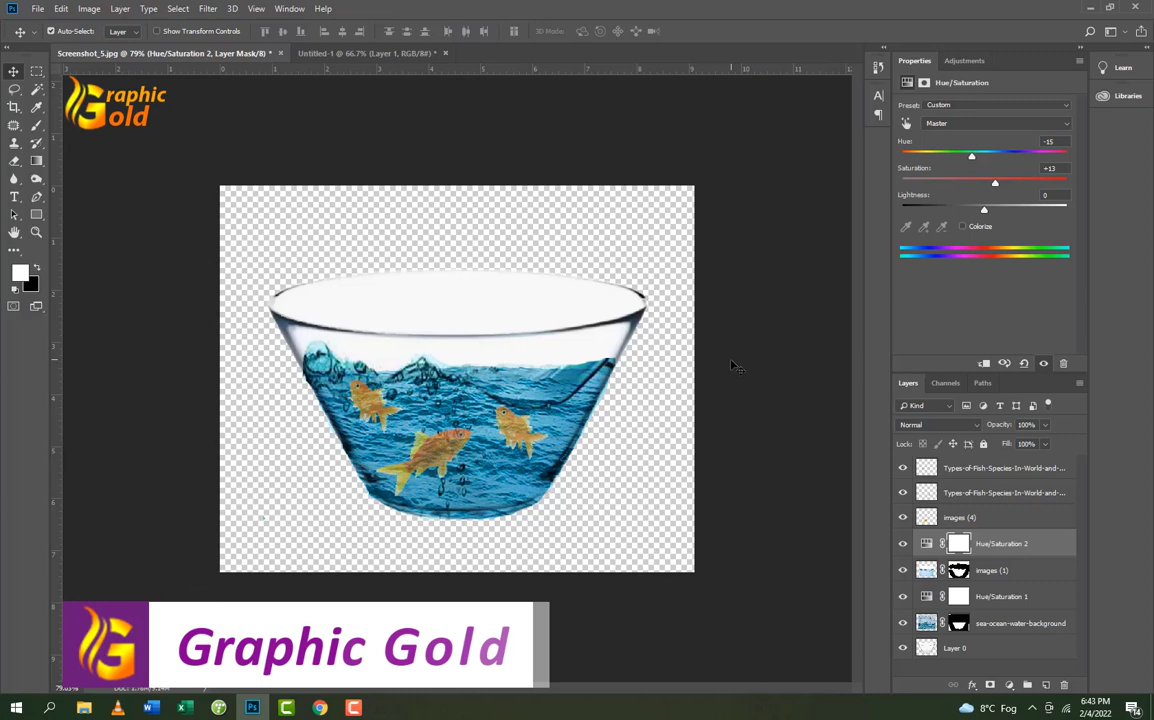 Ps File Edit Image Layer Type Select Filter 3D View Window Help
Auto-Select: Layer Show Transform Controls 3D Mode:
Screenshot_5.jpg @ 79% (Hue/Saturation 2, Layer Mask/8) * × Untitled-1 @ 66.7% (Layer 1, RGB/8#) * ×
Graphic
Gold
Properties Adjustments
Hue/Saturation
Preset: Custom
Master
Hue: -15
Saturation: +13
Lightness: 0
Colorize
Learn
Libraries
Layers Channels Paths
Kind
Normal Opacity: 100%
Lock: Fill: 100%
Types-of-Fish-Species-In-World-and-...
Types-of-Fish-Species-In-World-and-...
images (4)
Hue/Saturation 2
images (1)
Hue/Saturation 1
sea-ocean-water-background
Layer 0
Graphic Gold
8°C Fog
6:43 PM
2/4/2022